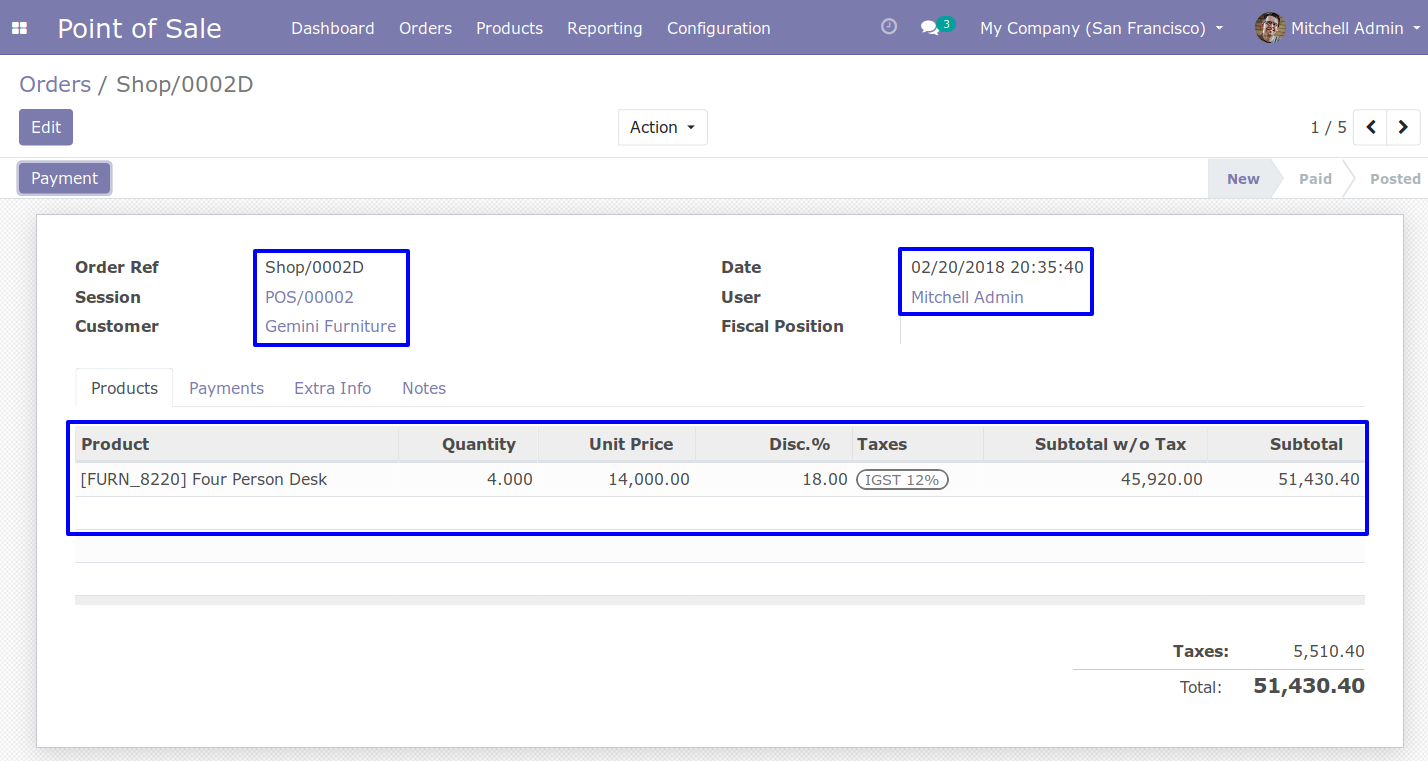 Point of Sale Dashboard Orders Products Reporting Configuration 3 My Company (San Francisco) Mitchell Admin
Orders / Shop/0002D
Edit Action 1 / 5
Payment New Paid Posted
Order Ref Shop/0002D Date 02/20/2018 20:35:40
Session POS/00002 User Mitchell Admin
Customer Gemini Furniture Fiscal Position
Products Payments Extra Info Notes
Product Quantity Unit Price Disc.% Taxes Subtotal w/o Tax Subtotal
[FURN_8220] Four Person Desk 4.000 14,000.00 18.00 IGST 12% 45,920.00 51,430.40
Taxes: 5,510.40
Total: 51,430.40